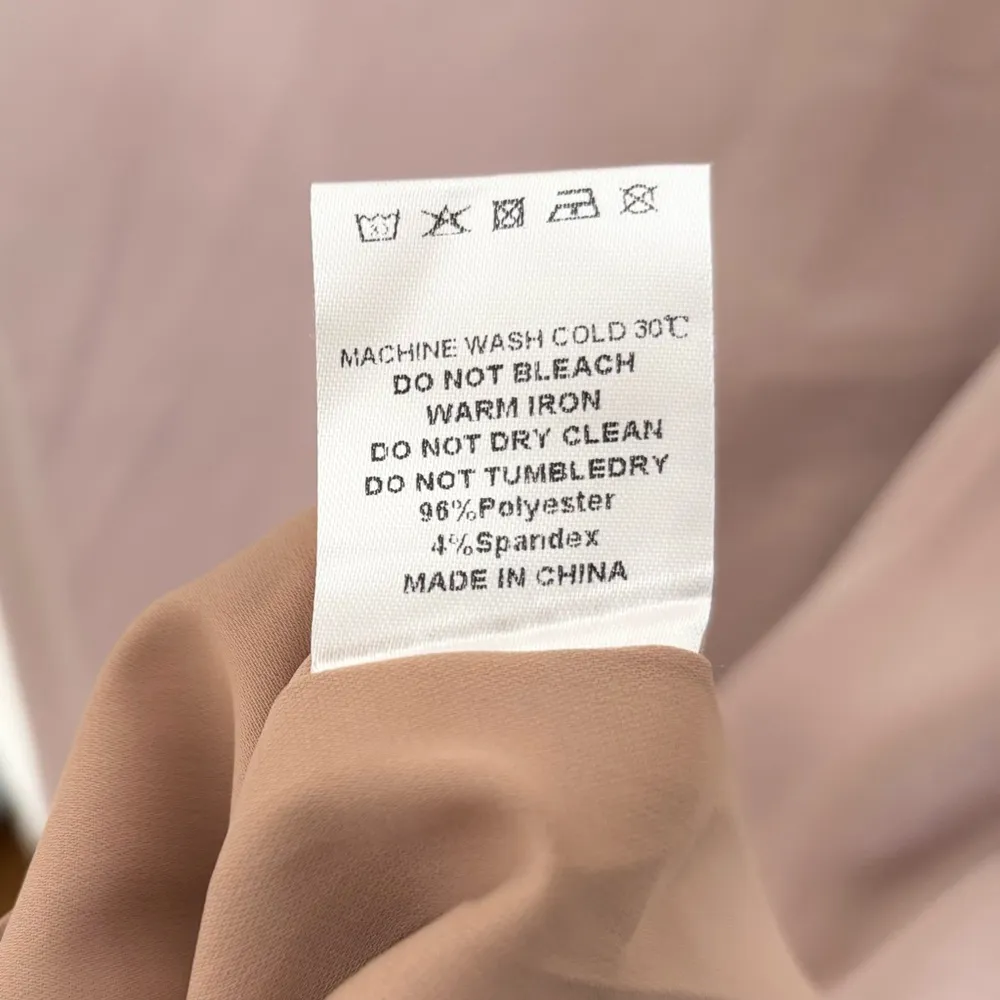 30
MACHINE WASH COLD 30℃
DO NOT BLEACH
WARM IRON
DO NOT DRY CLEAN
DO NOT TUMBLEDRY
96%Polyester
4%Spandex
MADE IN CHINA